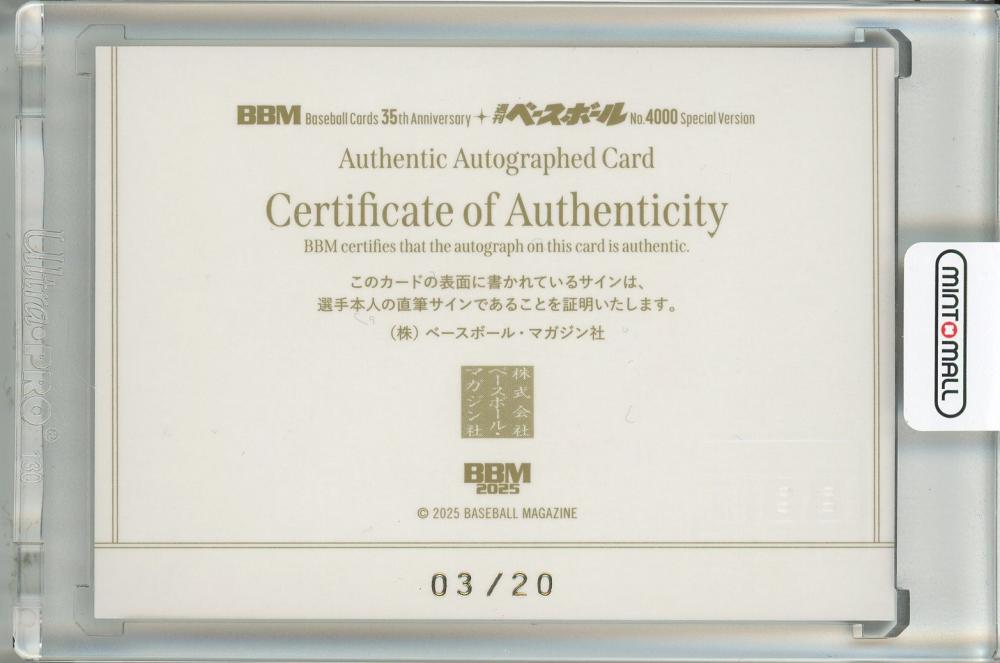 BBM Baseball Cards 35th Anniversary 週刊ベースボール No.4000 Special Version
Authentic Autographed Card
Certificate of Authenticity
BBM certifies that the autograph on this card is authentic.
このカードの表面に書かれているサインは、
選手本人の直筆サインであることを証明いたします。
(株) ベースボール・マガジン社
株式会社
ベースボール・
マガジン社
BBM
2025
© 2025 BASEBALL MAGAZINE
03/20
MINT MALL
Ultra·PRO® 130